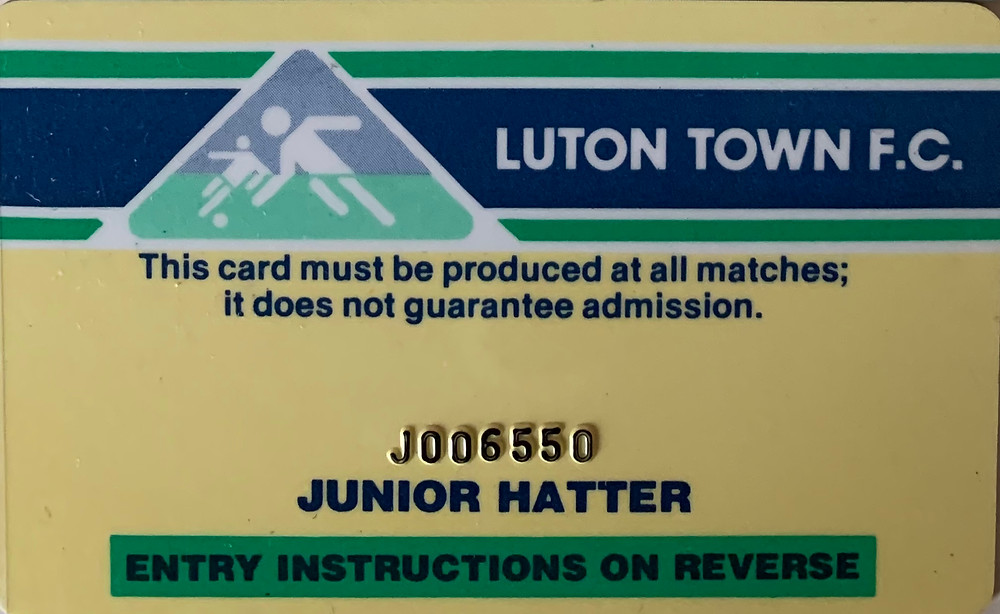 LUTON TOWN F.C.
This card must be produced at all matches;
it does not guarantee admission.
J006550
JUNIOR HATTER
ENTRY INSTRUCTIONS ON REVERSE